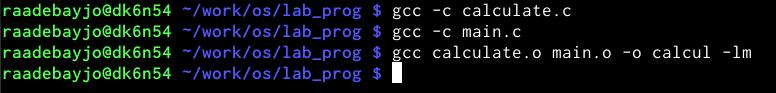 raadebayjo@dk6n54 ~/work/os/lab_prog $ gcc -c calculate.c
raadebayjo@dk6n54 ~/work/os/lab_prog $ gcc -c main.c
raadebayjo@dk6n54 ~/work/os/lab_prog $ gcc calculate.o main.o -o calcul -lm
raadebayjo@dk6n54 ~/work/os/lab_prog $